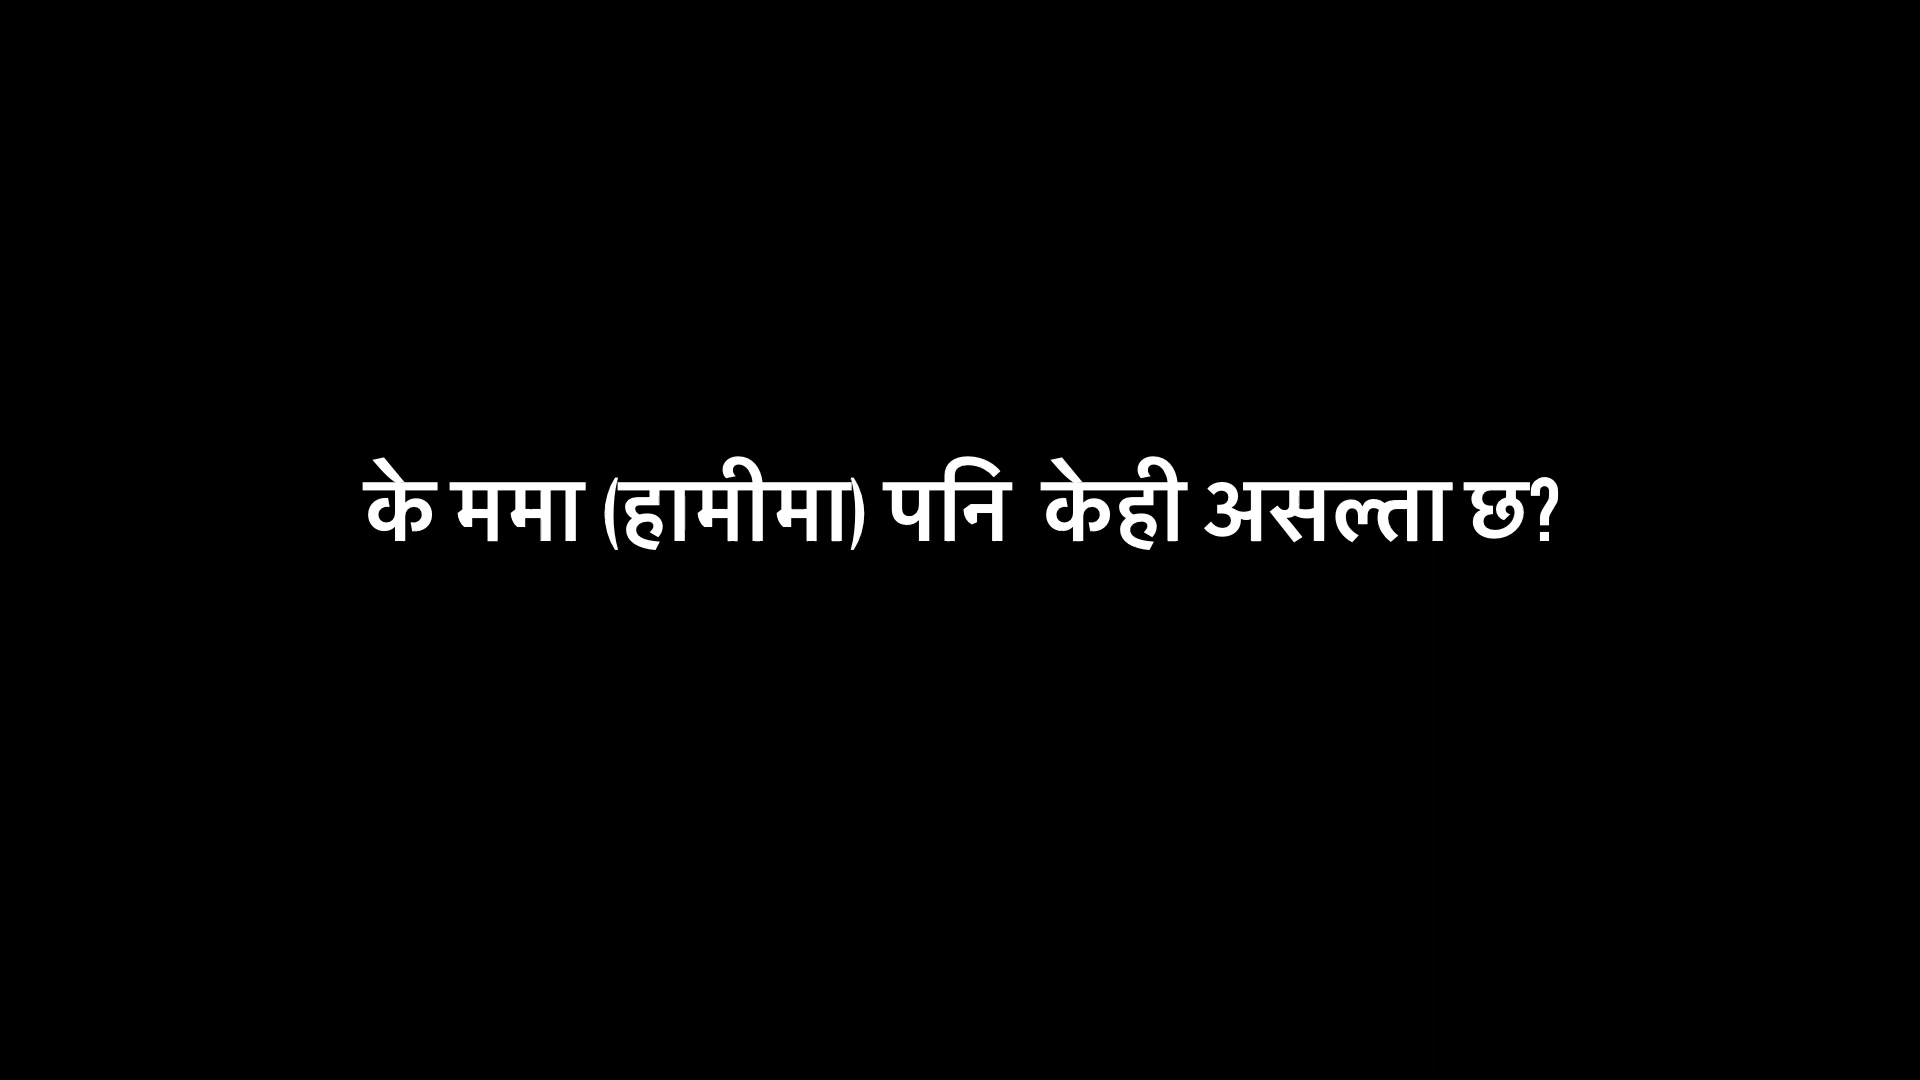 के ममा (हामीमा) पनि  केही असल्ता छ?